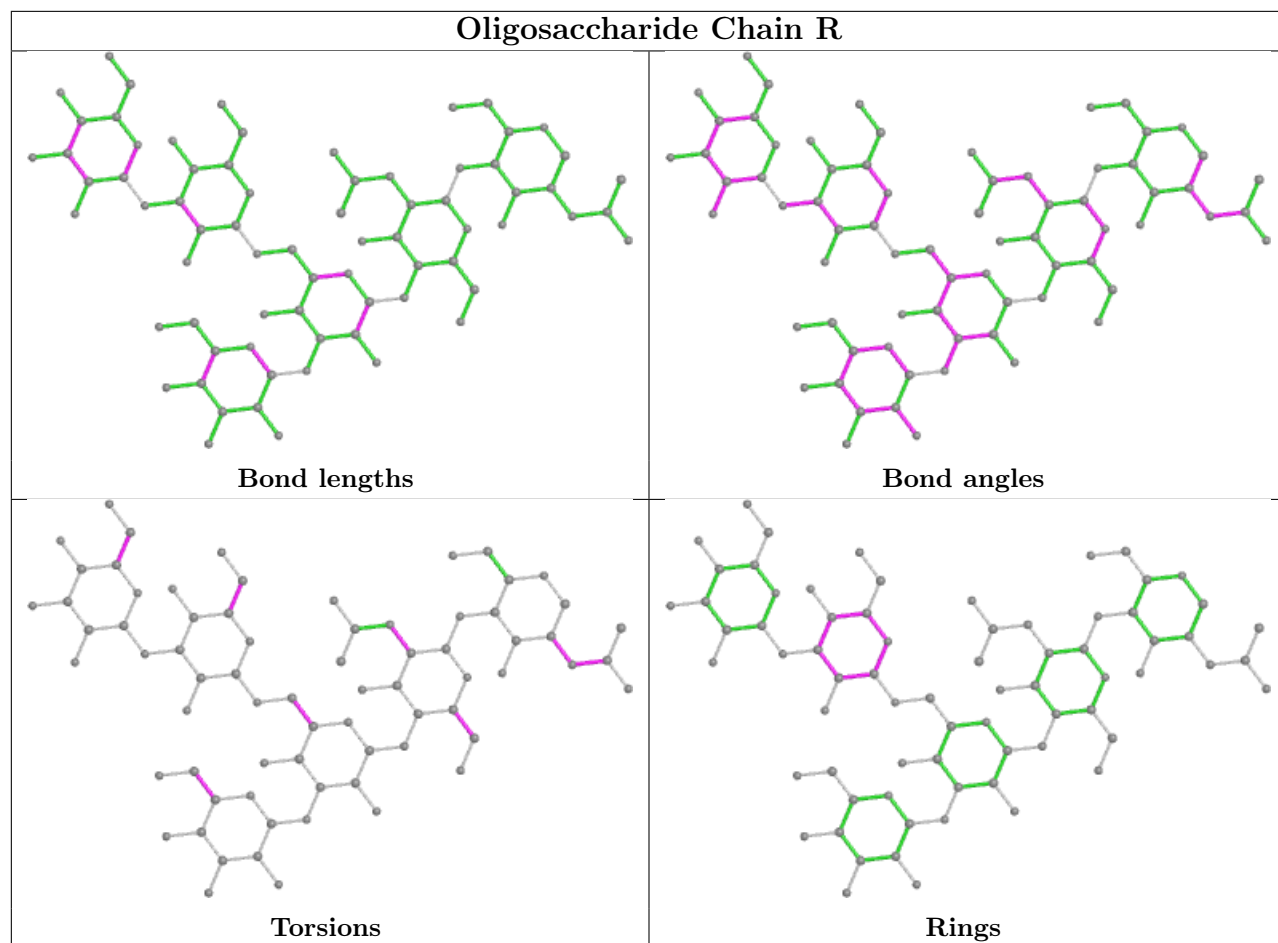 Oligosaccharide Chain R
Bond lengths
Bond angles
Torsions
Rings